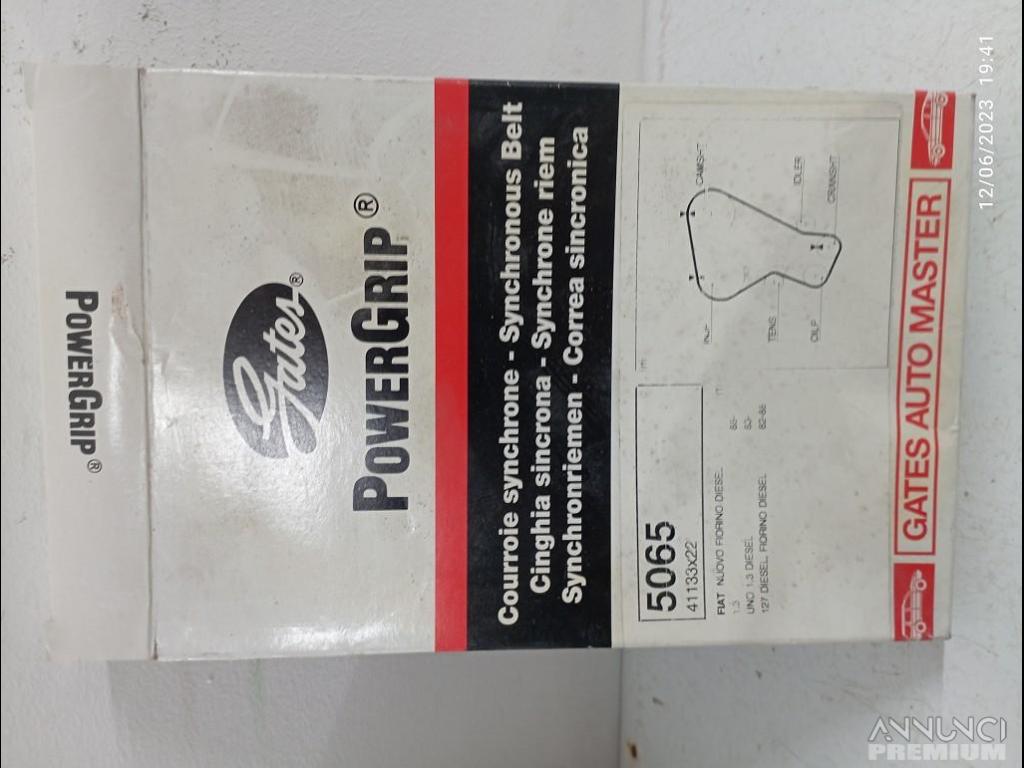 POWERGRIP®
Gates®
POWERGRIP®
Courroie synchrone - Synchronous Belt
Cinghia sincrona - Synchrone riem
Synchronriemen - Correa sincronica
5065
41133x22
FIAT NUOVO FIORINO DIESEL
1.3 88-
UNO 1.3 DIESEL 83-
127 DIESEL, FIORINO DIESEL 82-88
INJP
CAMSHT
TENS
IDLER
OILP
CRANKSHT
GATES AUTO MASTER
12/06/2023 19:41
ANNUNCI
PREMIUM